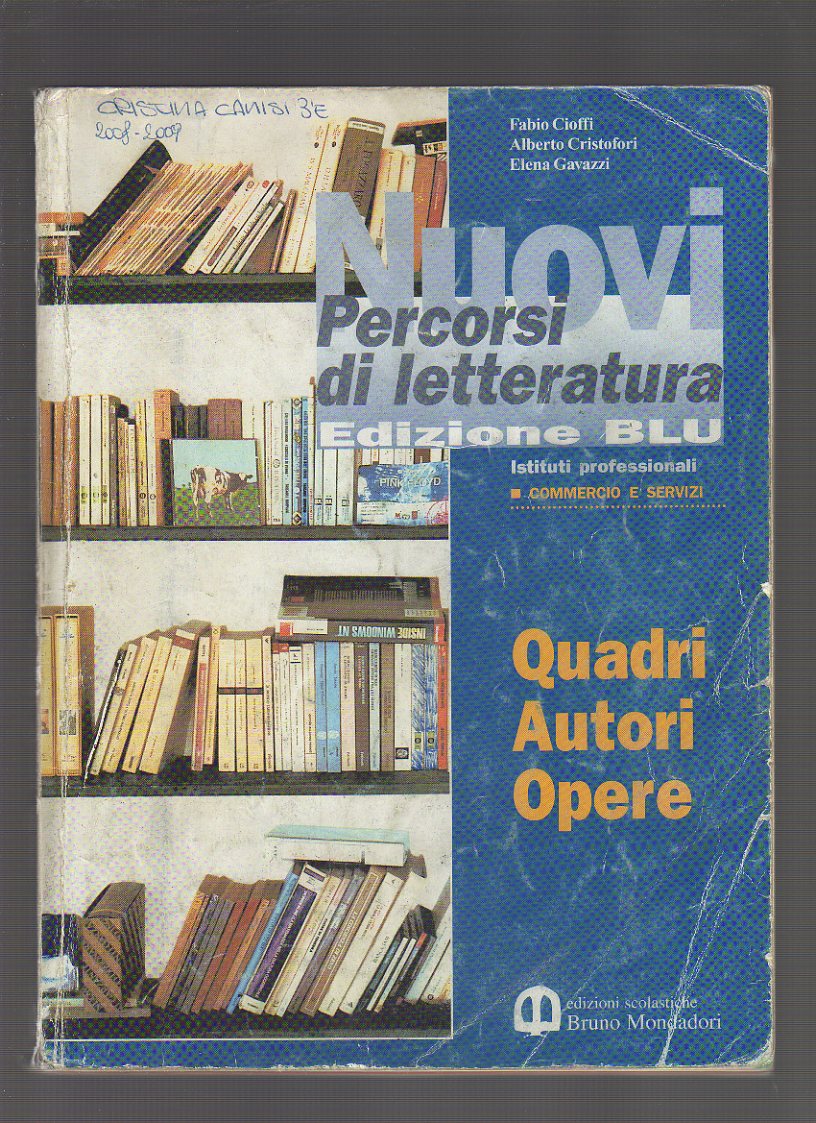 CRISTINA CANISI 3ªE
2008-2009
Fabio Cioffi
Alberto Cristofori
Elena Gavazzi
Nuovi
Percorsi
di letteratura
Edizione BLU
Istituti professionali
COMMERCIO E SERVIZI
PINK FLOYD
INSIDE WINDOWS NT
Quadri
Autori
Opere
edizioni scolastiche
Bruno Mondadori